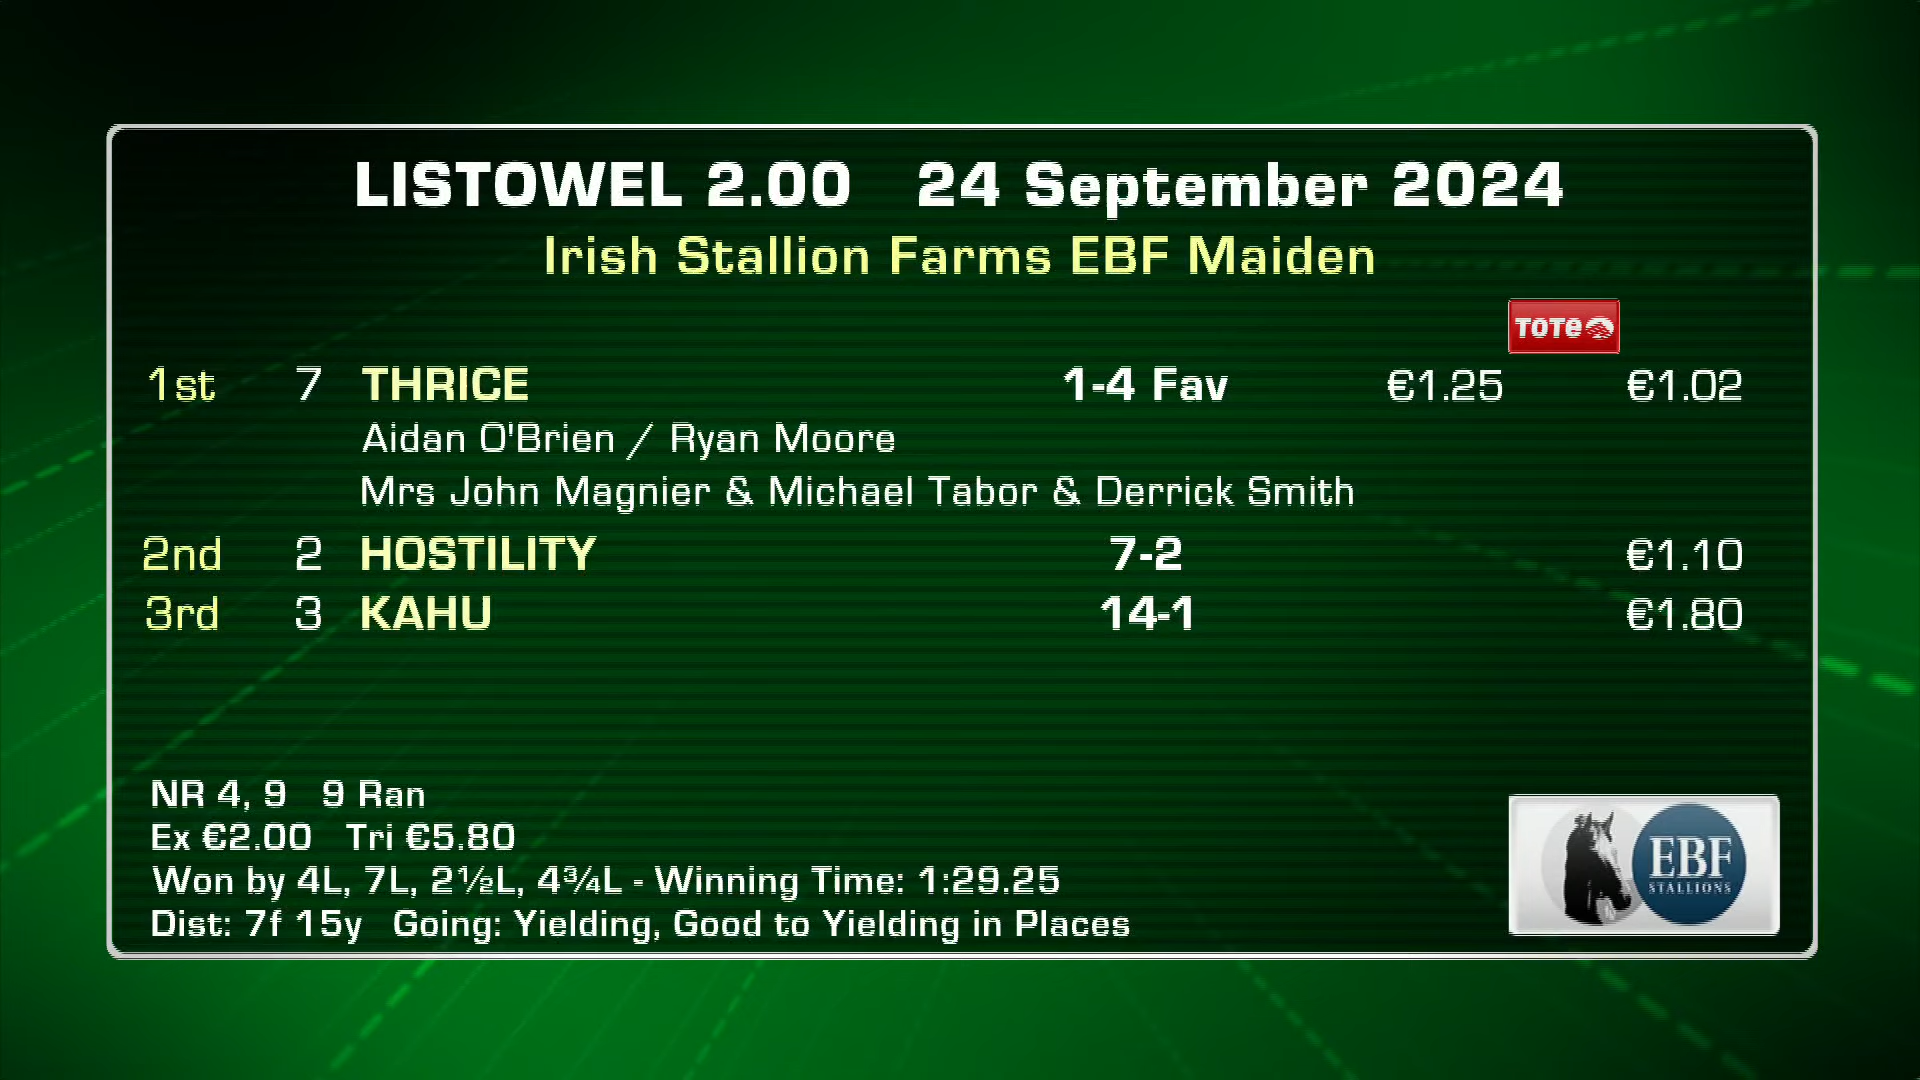 LISTOWEL 2.00 24 September 2024
Irish Stallion Farms EBF Maiden
TOTE
1st 7 THRICE 1-4 Fav €1.25 €1.02
Aidan O'Brien / Ryan Moore
Mrs John Magnier & Michael Tabor & Derrick Smith
2nd 2 HOSTILITY 7-2 €1.10
3rd 3 KAHU 14-1 €1.80
NR 4, 9 9 Ran
Ex €2.00 Tri €5.80
Won by 4L, 7L, 2½L, 4¾L - Winning Time: 1:29.25
Dist: 7f 15y Going: Yielding, Good to Yielding in Places
EBF
STALLIONS